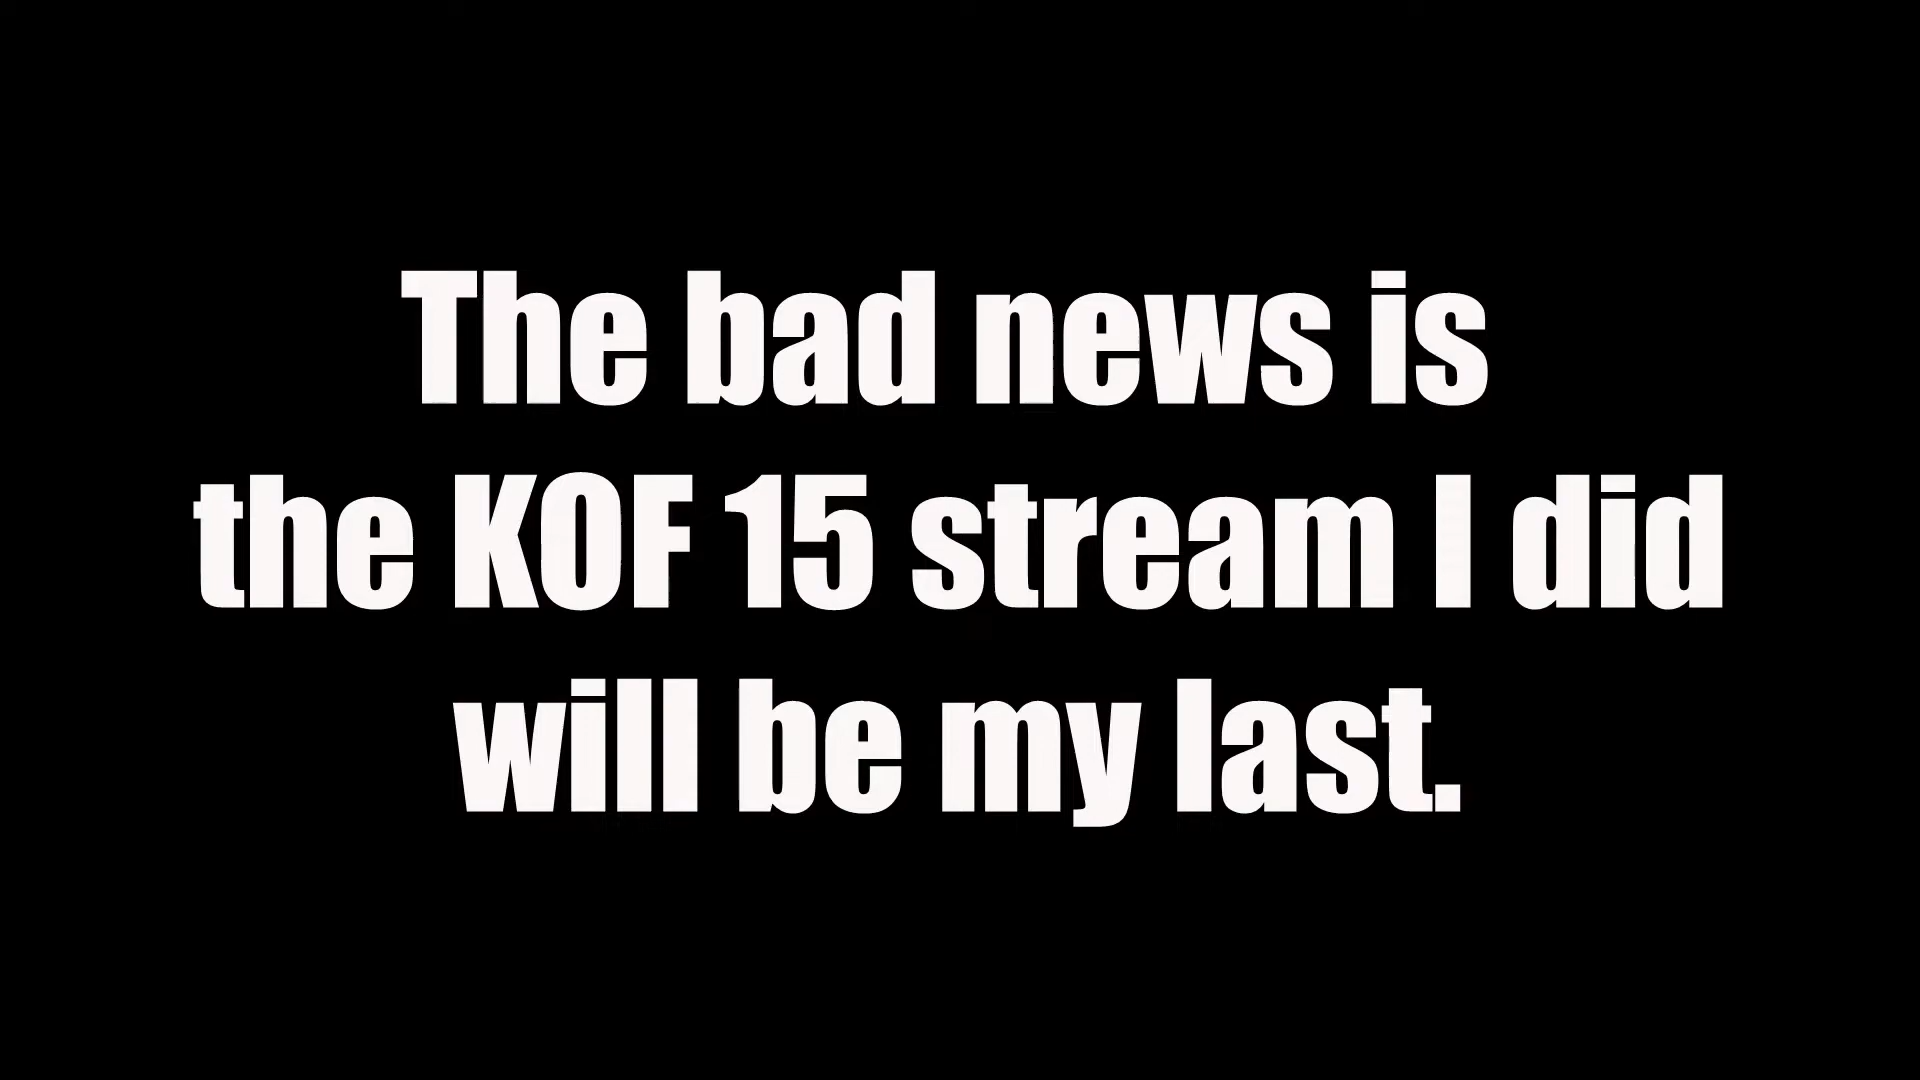 The bad news is
the KOF 15 stream I did
will be my last.